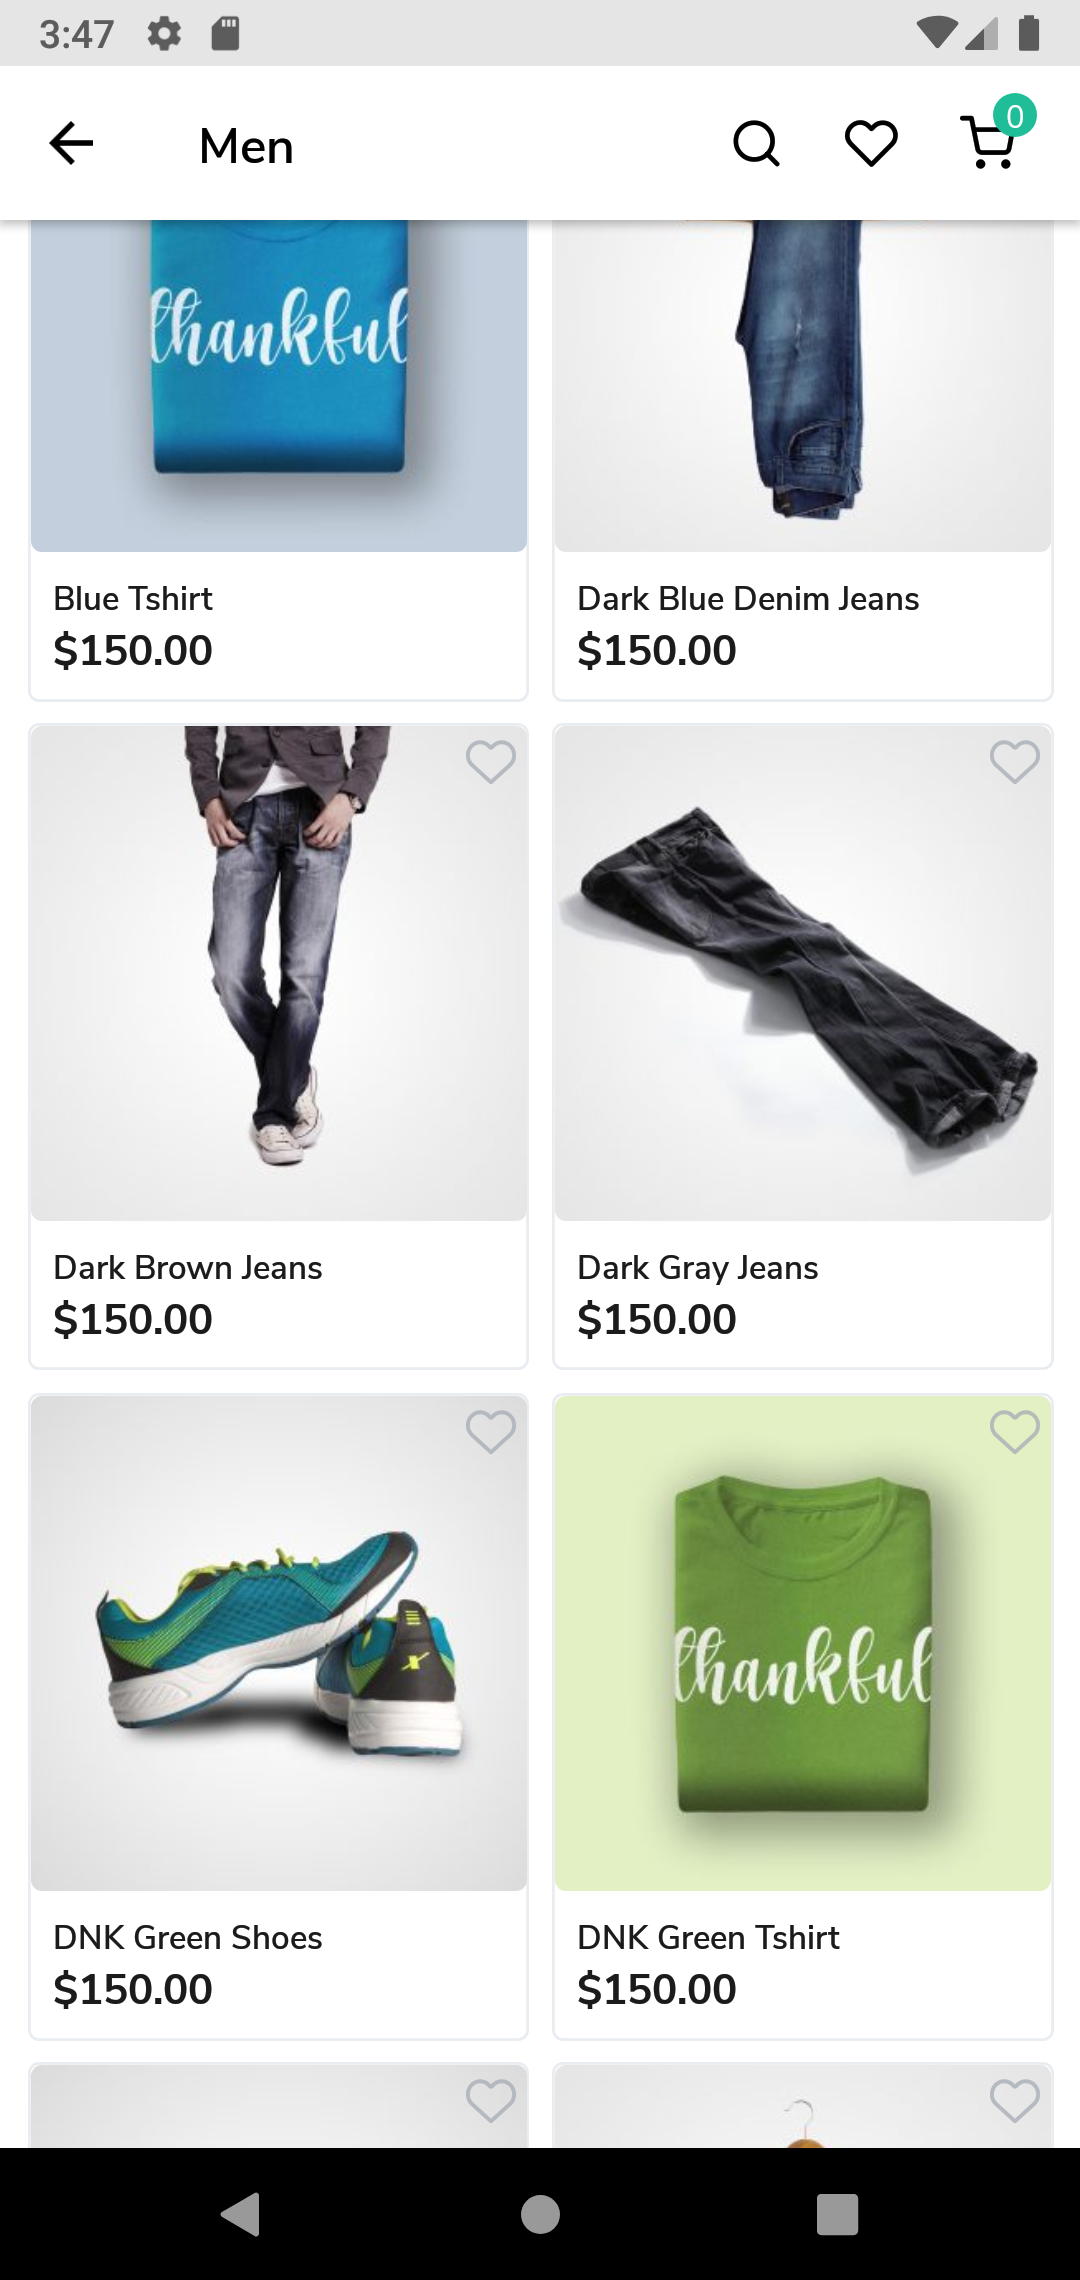 3:47
Men
0
thankful
Blue Tshirt
$150.00
Dark Blue Denim Jeans
$150.00
Dark Brown Jeans
$150.00
Dark Gray Jeans
$150.00
thankful
DNK Green Shoes
$150.00
DNK Green Tshirt
$150.00